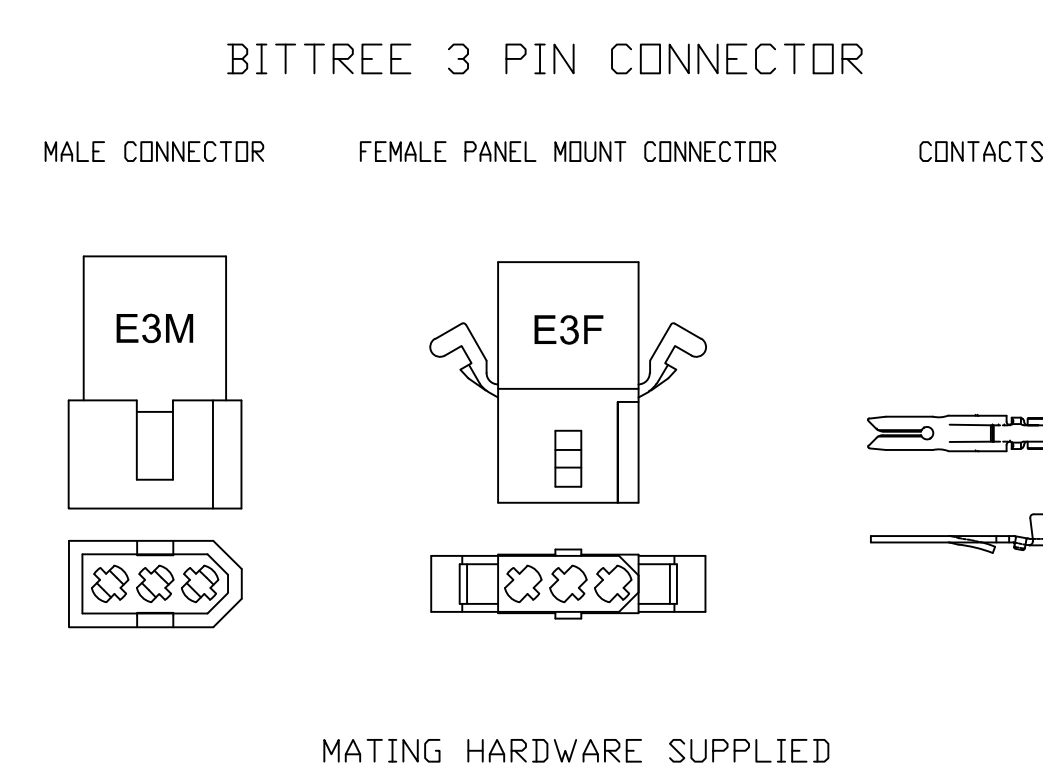 BITTREE 3 PIN CONNECTOR
MALE CONNECTOR
FEMALE PANEL MOUNT CONNECTOR
CONTACTS
E3M
E3F
MATING HARDWARE SUPPLIED